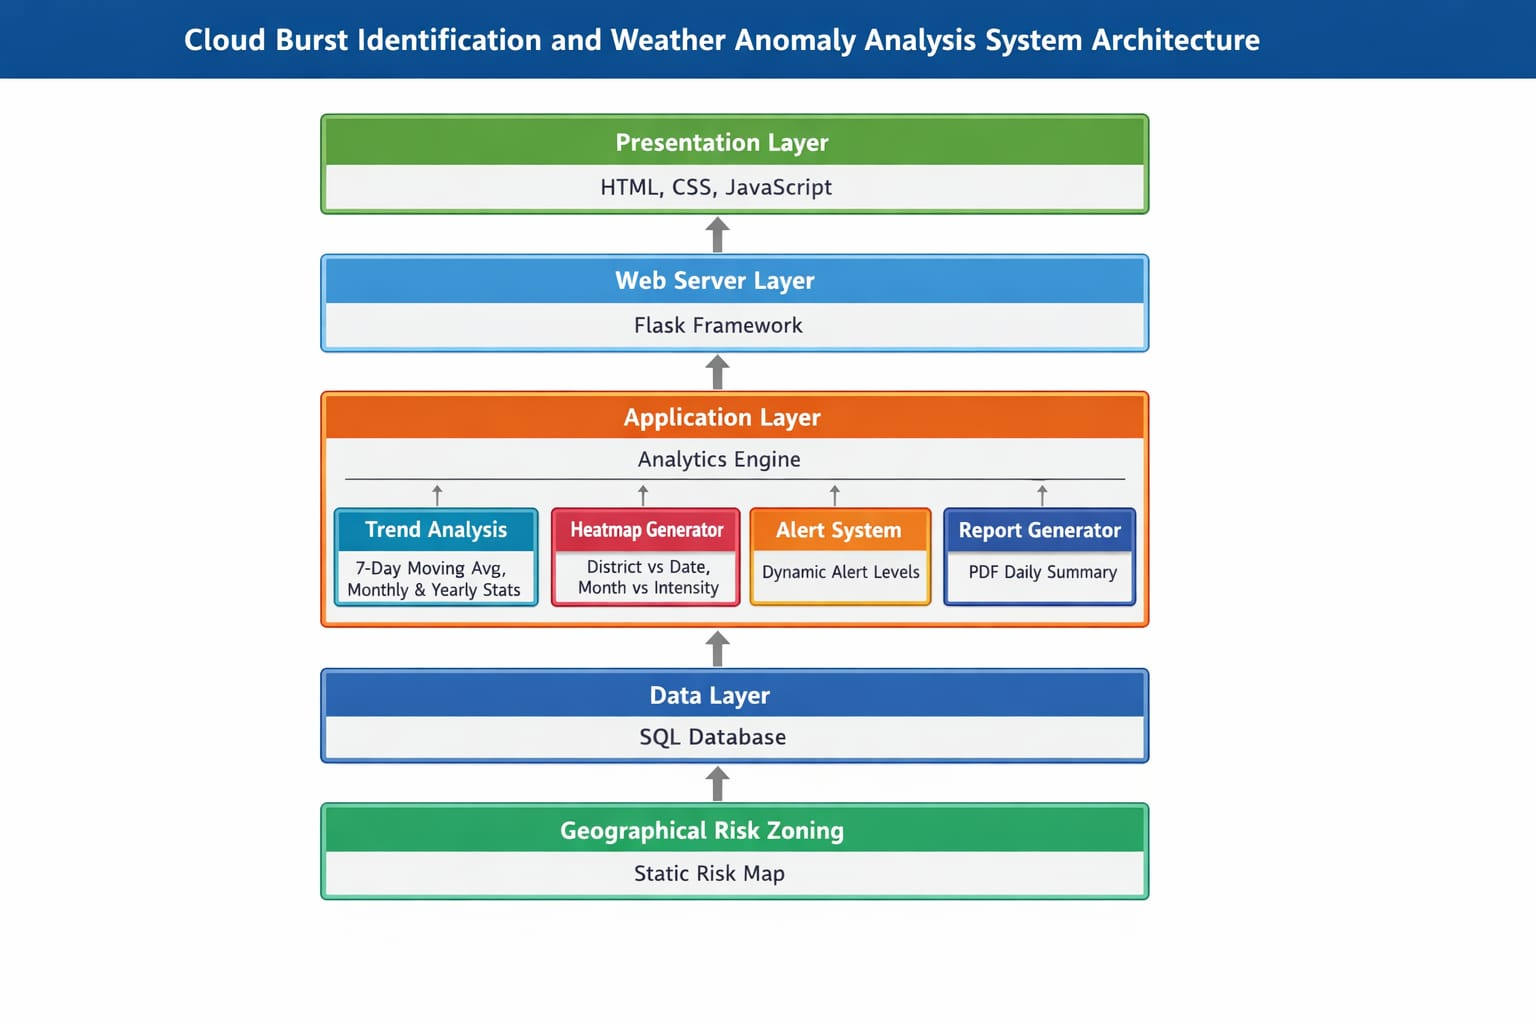 Cloud Burst Identification and Weather Anomaly Analysis System Architecture
Presentation Layer
HTML, CSS, JavaScript
Web Server Layer
Flask Framework
Application Layer
Analytics Engine
Trend Analysis
7-Day Moving Avg,
Monthly & Yearly Stats
Heatmap Generator
District vs Date,
Month vs Intensity
Alert System
Dynamic Alert Levels
Report Generator
PDF Daily Summary
Data Layer
SQL Database
Geographical Risk Zoning
Static Risk Map